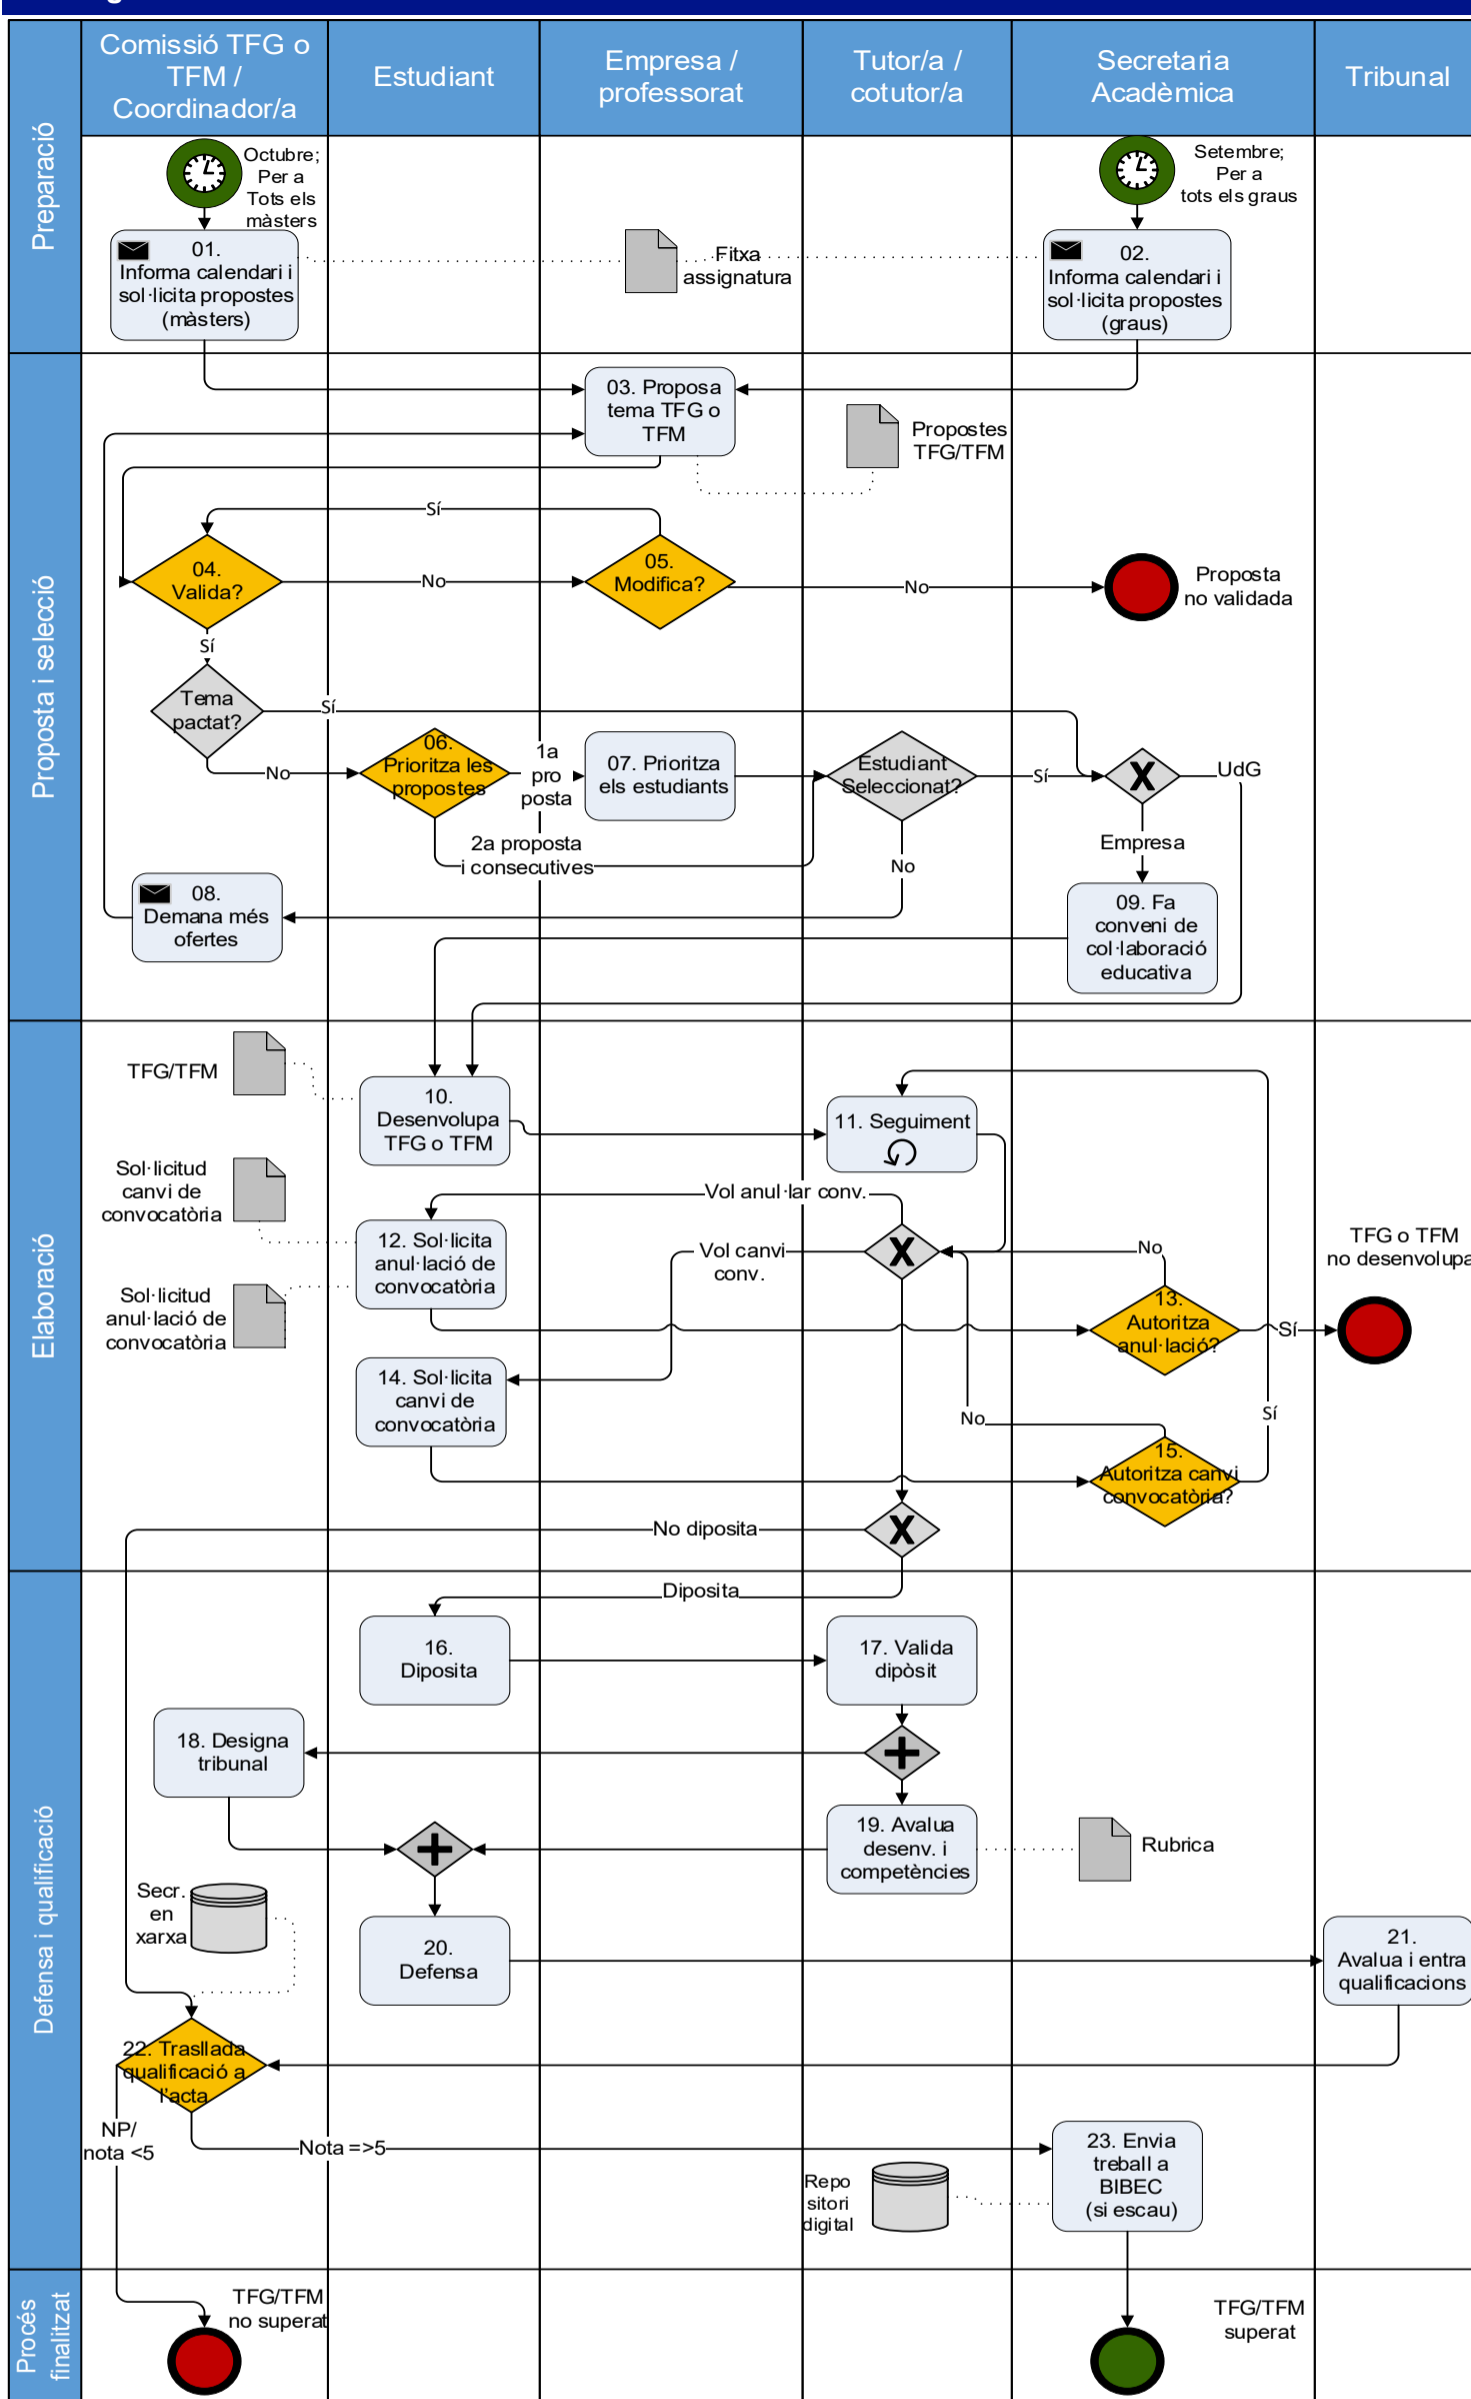 Comissió TFG o
TFM /
Coordinador/a
Estudiant
Empresa /
professorat
Tutor/a /
cotutor/a
Secretaria
Acadèmica
Tribunal
Preparació
Octubre;
Per a
Tots els
màsters
Setembre;
Per a
tots els graus
01.
Informa calendari i
sol·licita propostes
(màsters)
Fitxa
assignatura
02.
Informa calendari i
sol·licita propostes
(graus)
Proposta i selecció
03. Proposa
tema TFG o
TFM
Propostes
TFG/TFM
Sí
04.
Valida?
No
05.
Modifica?
No
Proposta
no validada
Sí
Tema
pactat?
Sí
No
06.
Prioritza les
propostes
1a
pro
posta
07. Prioritza
els estudiants
Estudiant
Seleccionat?
Sí
X
UdG
2a proposta
i consecutives
No
Empresa
08.
Demana més
ofertes
09. Fa
conveni de
col·laboració
educativa
Elaboració
TFG/TFM
10.
Desenvolupa
TFG o TFM
11. Seguiment
Sol·licitud
canvi de
convocatòria
Vol anul·lar conv.
12. Sol·licita
anul·lació de
convocatòria
Vol canvi
conv.
X
No
TFG o TFM
no desenvolupa
Sol·licitud
anul·lació de
convocatòria
13.
Autoritza
anul·lació?
Sí
14. Sol·licita
canvi de
convocatòria
No
Sí
15.
Autoritza canvi
convocatòria?
No diposita
X
Defensa i qualificació
Diposita
16.
Diposita
17. Valida
dipòsit
18. Designa
tribunal
19. Avalua
desenv. i
competències
Rubrica
Secr.
en
xarxa
20.
Defensa
21.
Avalua i entra
qualificacions
22. Trasllada
qualificació a
l'acta
NP/
nota <5
Nota =>5
23. Envia
treball a
BIBEC
(si escau)
Repo
sitori
digital
Procés
finalitzat
TFG/TFM
no superat
TFG/TFM
superat